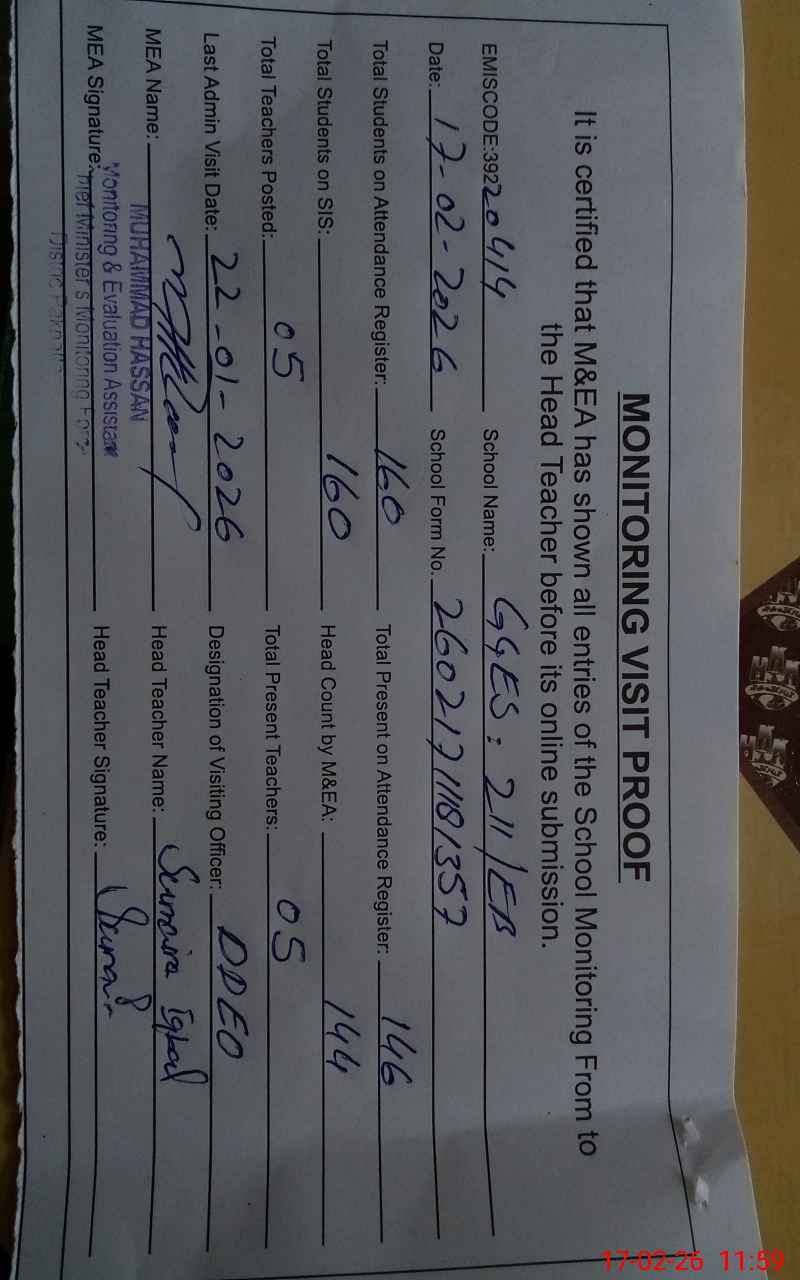 MONITORING VISIT PROOF
It is certified that M&EA has shown all entries of the School Monitoring From to
the Head Teacher before its online submission.
EMISCODE:39220414 School Name: GGES: 211/EB
Date: 17-02-2026 School Form No. 2602171181357
Total Students on Attendance Register: 160 Total Present on Attendance Register: 146
Total Students on SIS: 160 Head Count by M&EA: 144
Total Teachers Posted: 05 Total Present Teachers: 05
Last Admin Visit Date: 22-01-2026 Designation of Visiting Officer: DDEO
MEA Name: Head Teacher Name: Sumaira Iqbal
MUHAMMAD HASSAN
Monitoring & Evaluation Assistant
MEA Signature: Head Teacher Signature:
Minister's Monitoring Force
17-02-26 11:59